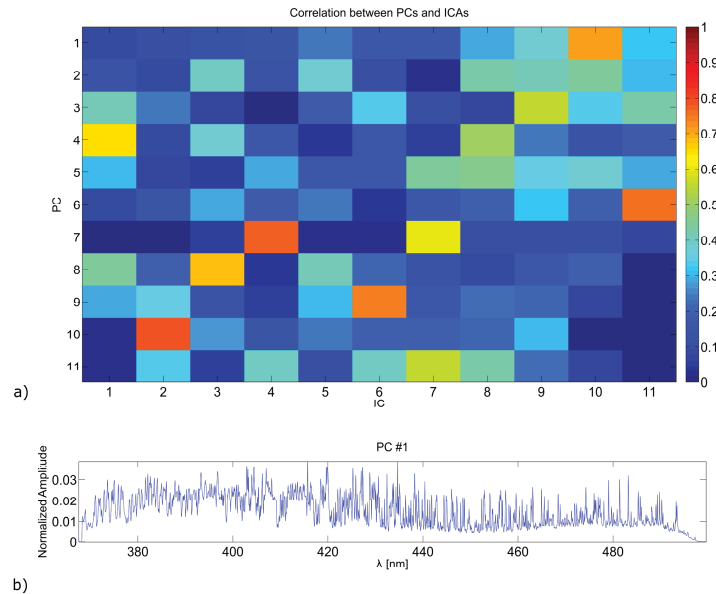 Correlation between PCs and ICAs
1
2
3
4
5
6
7
8
9
10
11
PC
1 2 3 4 5 6 7 8 9 10 11
IC
1
0.9
0.8
0.7
0.6
0.5
0.4
0.3
0.2
0.1
0
a)
PC #1
Normalized Ampliude
0.03
0.02
0.01
0
380 400 420 440 460 480
λ [nm]
b)